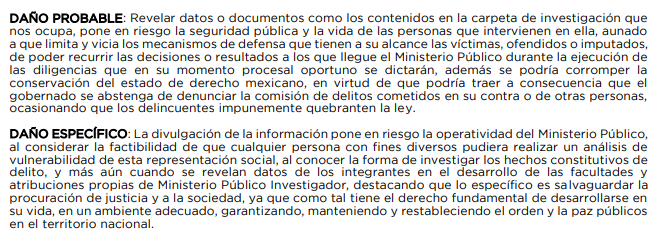 DAÑO PROBABLE: Revelar datos o documentos como los contenidos en la carpeta de investigación que
nos ocupa, pone en riesgo la seguridad pública y la vida de las personas que intervienen en ella, aunado
a que limita y vicia los mecanismos de defensa que tienen a su alcance las víctimas, ofendidos o imputados,
de poder recurrir las decisiones o resultados a los que llegue el Ministerio Público durante la ejecución de
las diligencias que en su momento procesal oportuno se dictarán, además se podría corromper la
conservación del estado de derecho mexicano, en virtud de que podría traer a consecuencia que el
gobernado se abstenga de denunciar la comisión de delitos cometidos en su contra o de otras personas,
ocasionando que los delincuentes impunemente quebranten la ley.
DAÑO ESPECÍFICO: La divulgación de la información pone en riesgo la operatividad del Ministerio Público,
al considerar la factibilidad de que cualquier persona con fines diversos pudiera realizar un análisis de
vulnerabilidad de esta representación social, al conocer la forma de investigar los hechos constitutivos de
delito, y más aún cuando se revelan datos de los integrantes en el desarrollo de las facultades y
atribuciones propias de Ministerio Público Investigador, destacando que lo específico es salvaguardar la
procuración de justicia y a la sociedad, ya que como tal tiene el derecho fundamental de desarrollarse en
su vida, en un ambiente adecuado, garantizando, manteniendo y restableciendo el orden y la paz públicos
en el territorio nacional.